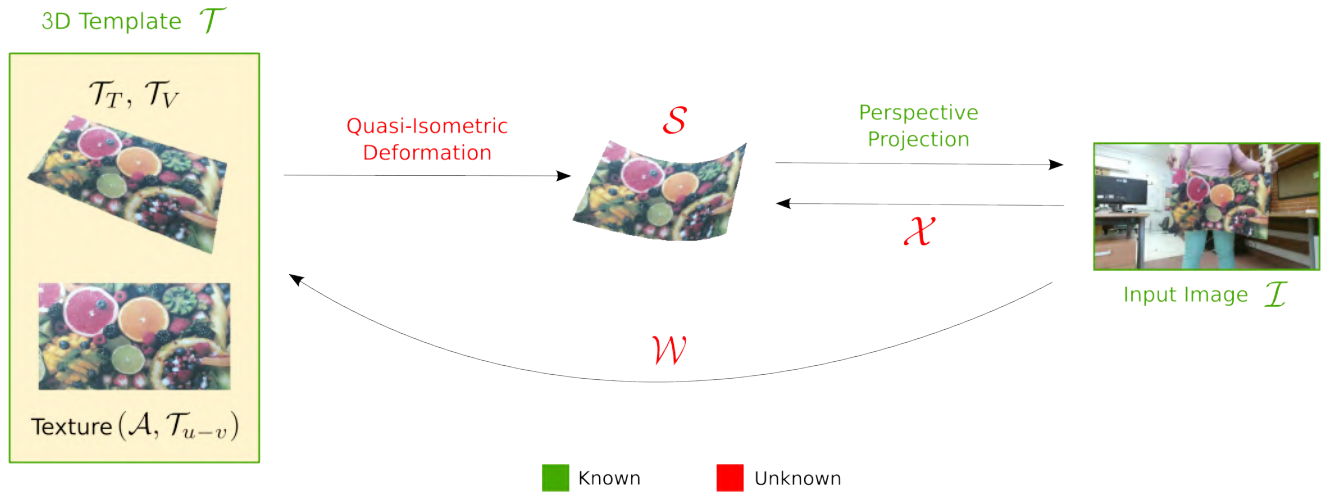 3D Template 𝒯
𝒯_T, 𝒯_V
Quasi-Isometric
Deformation
𝒮
Perspective
Projection
𝒳
Input Image ℐ
𝒲
Texture (𝒜, 𝒯_{u−v})
Known
Unknown